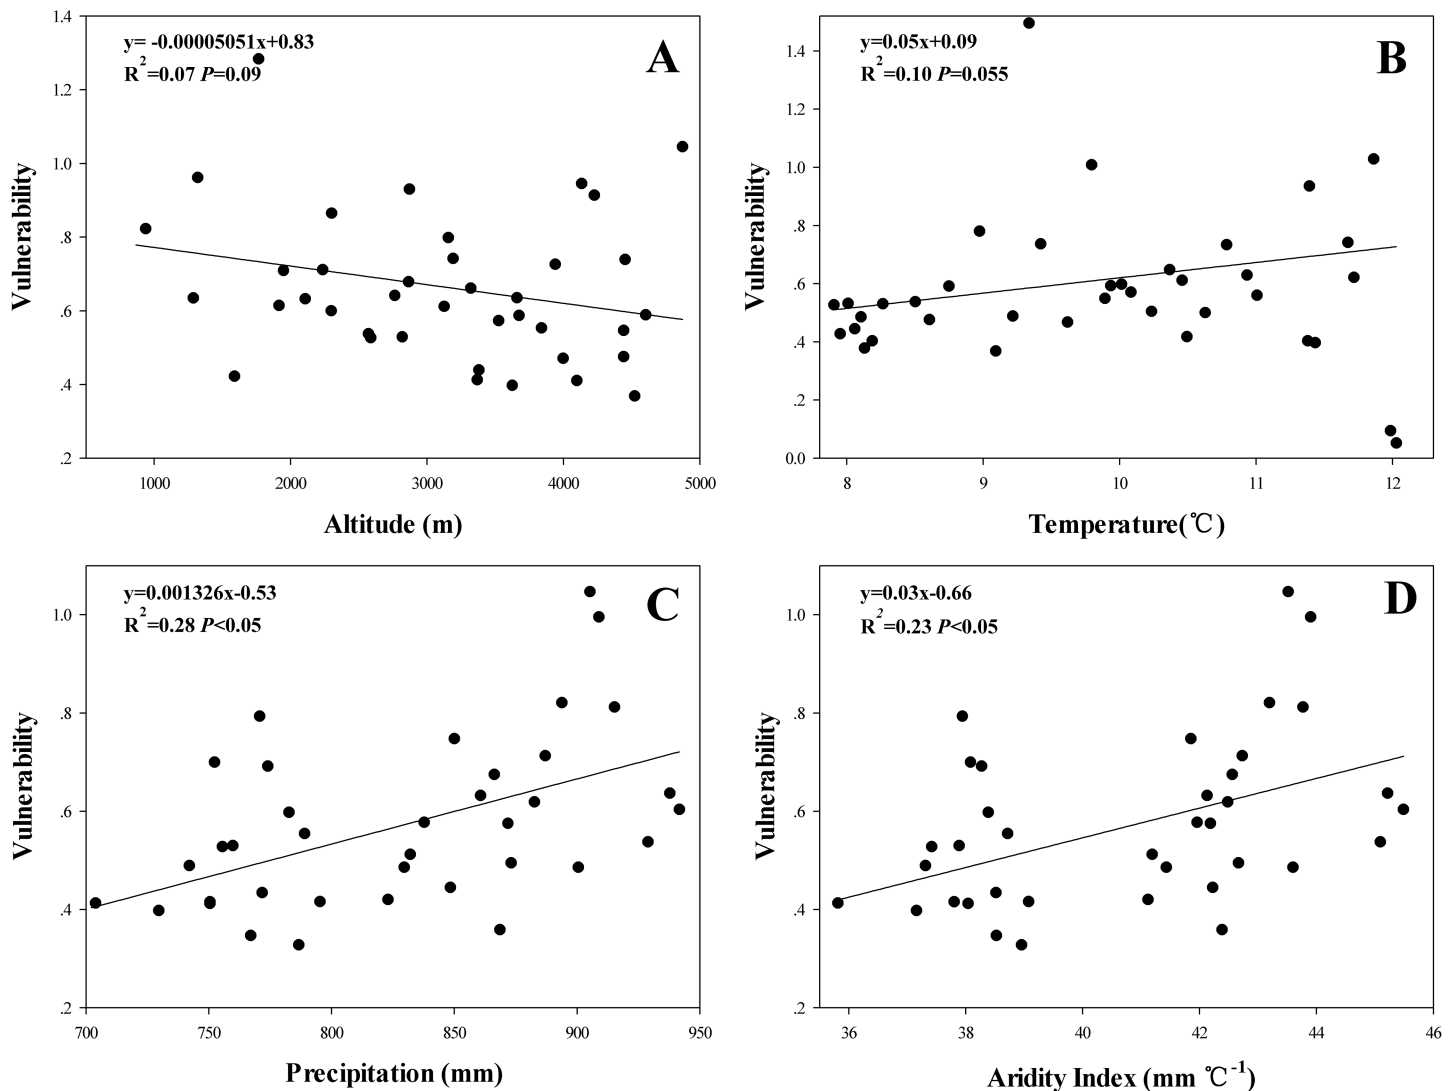 y= -0.00005051x+0.83
R²=0.07 P=0.09
A
Vulnerability
1.4
1.2
1.0
.8
.6
.4
.2
1000 2000 3000 4000 5000
Altitude (m)
y=0.05x+0.09
R²=0.10 P=0.055
B
Vulnerability
1.4
1.2
1.0
.8
.6
.4
.2
0.0
8 9 10 11 12
Temperature(℃)
y=0.001326x-0.53
R²=0.28 P<0.05
C
Vulnerability
1.0
.8
.6
.4
.2
700 750 800 850 900 950
Precipitation (mm)
y=0.03x-0.66
R²=0.23 P<0.05
D
Vulnerability
1.0
.8
.6
.4
.2
36 38 40 42 44 46
Aridity Index (mm ℃⁻¹)